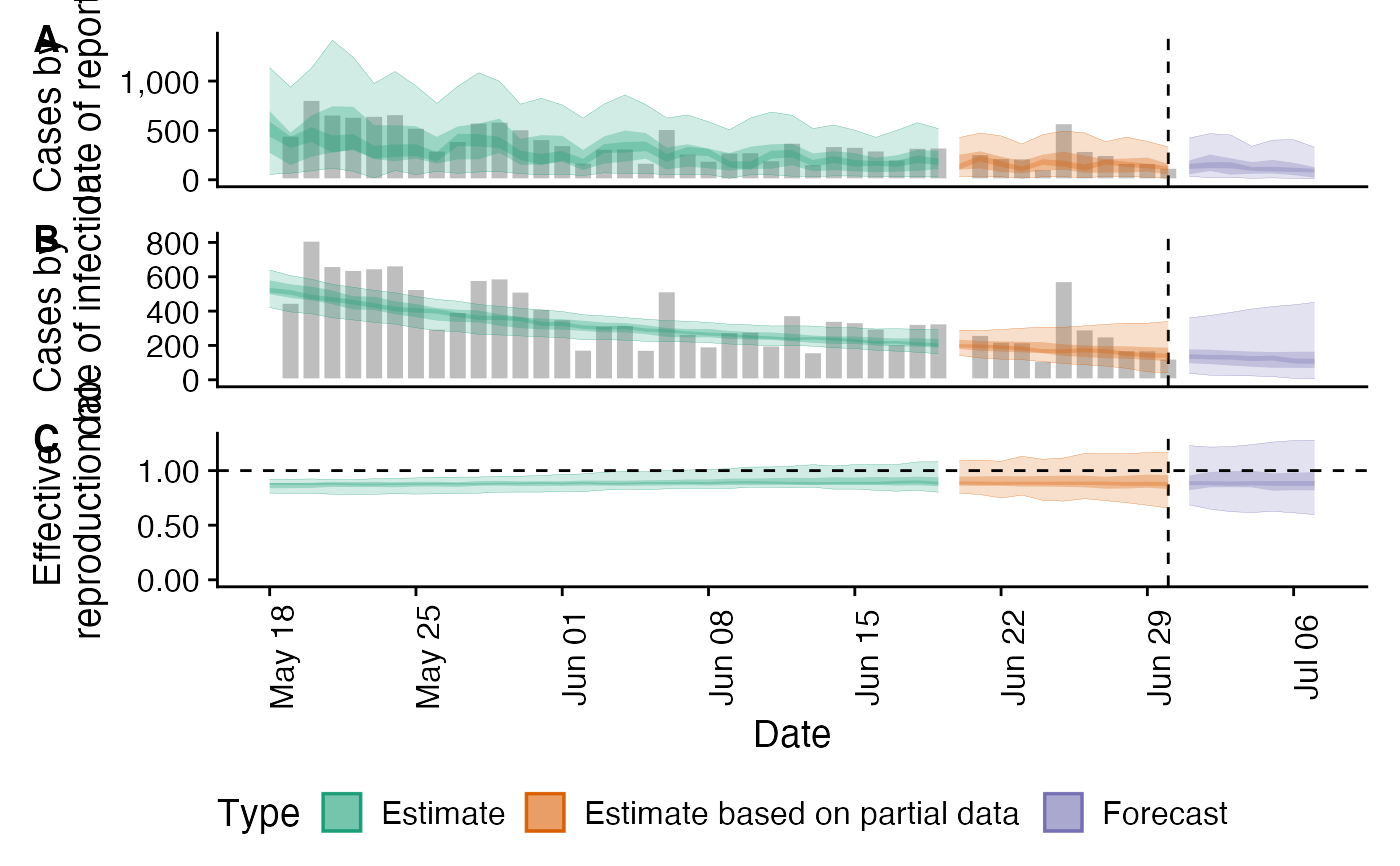 A
Cases by
date of report
1,000
500
0
B
Cases by
date of infection
800
600
400
200
0
C
Effective
reproduction no.
1.00
0.50
0.00
May 18
May 25
Jun 01
Jun 08
Jun 15
Jun 22
Jun 29
Jul 06
Date
Type
Estimate
Estimate based on partial data
Forecast